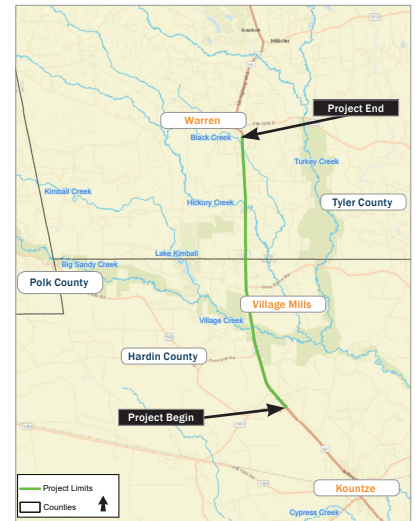 Ivanhoe
Hillister
Project End
Warren
Black Creek
Turkey Creek
Kimball Creek
Hickory Creek
Tyler County
Lake Kimball
Big Sandy Creek
Polk County
Village Mills
Village Creek
Hardin County
Project Begin
Kountze
Cypress Creek
Project Limits
Counties